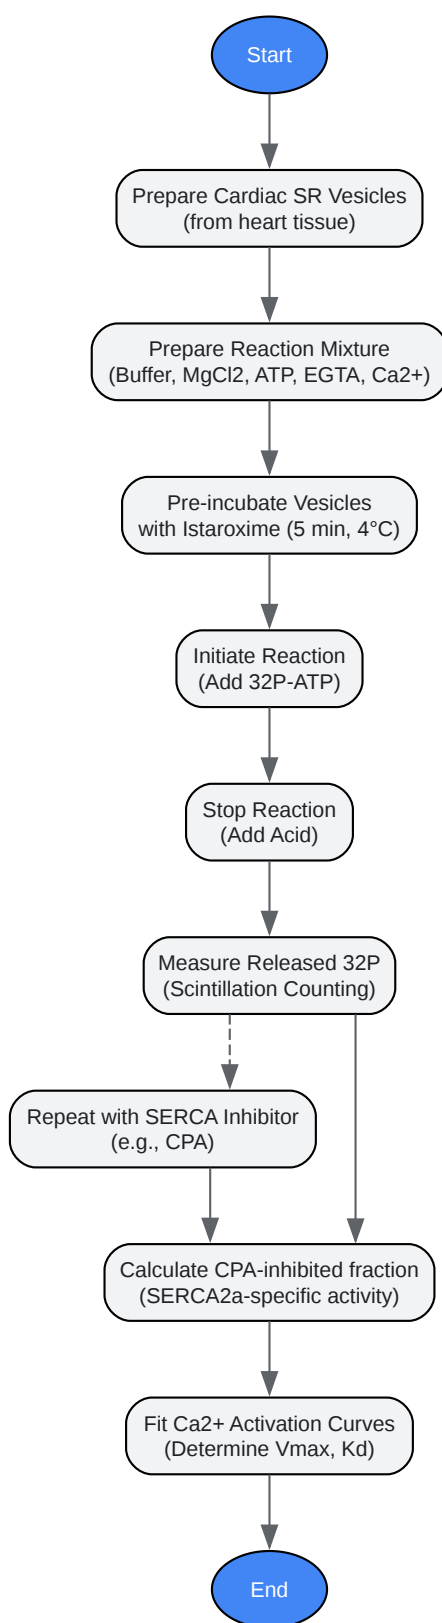 Start
Prepare Cardiac SR Vesicles
(from heart tissue)
Prepare Reaction Mixture
(Buffer, MgCl2, ATP, EGTA, Ca2+)
Pre-incubate Vesicles
with Istaroxime (5 min, 4°C)
Initiate Reaction
(Add 32P-ATP)
Stop Reaction
(Add Acid)
Measure Released 32P
(Scintillation Counting)
Repeat with SERCA Inhibitor
(e.g., CPA)
Calculate CPA-inhibited fraction
(SERCA2a-specific activity)
Fit Ca2+ Activation Curves
(Determine Vmax, Kd)
End